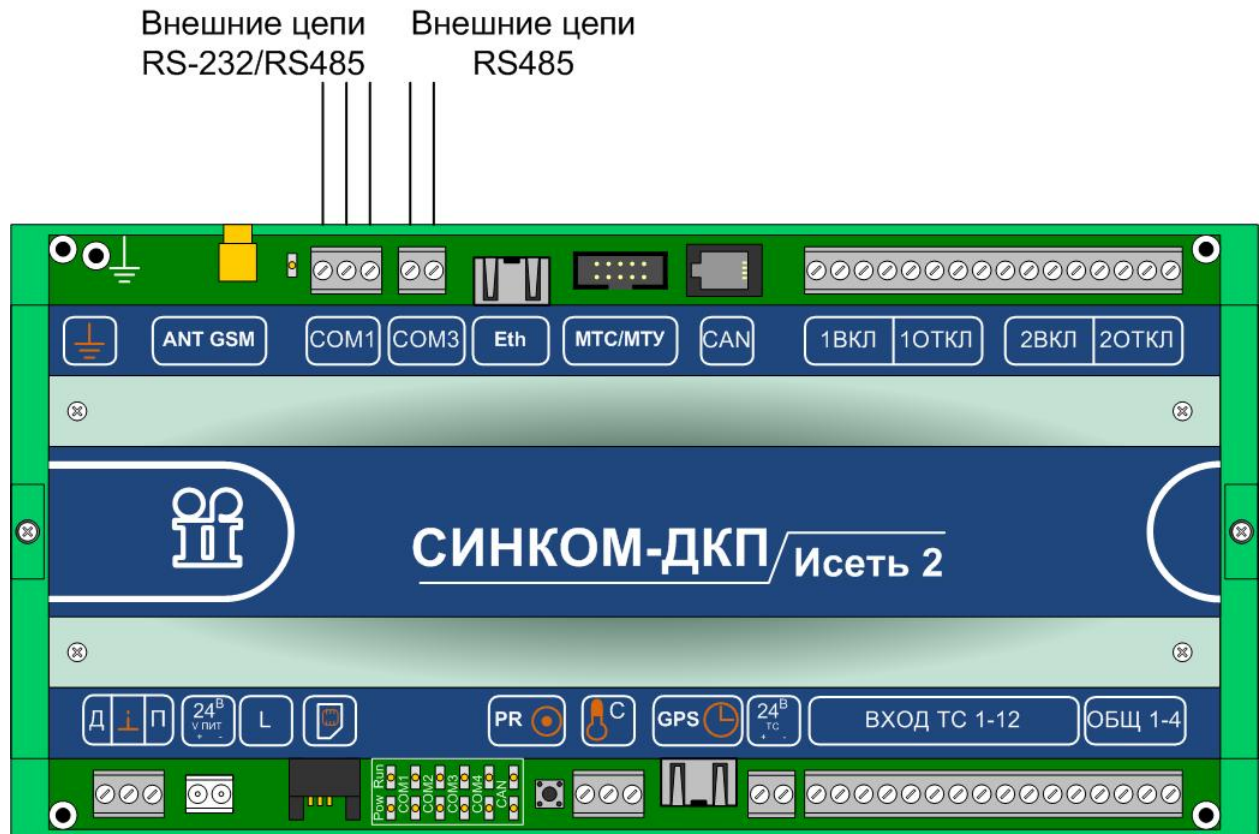 Внешние цепи
RS-232/RS485
Внешние цепи
RS485
ANT GSM
COM1
COM3
Eth
МТС/МТУ
CAN
1ВКЛ
1ОТКЛ
2ВКЛ
2ОТКЛ
СИНКОМ-ДКП/Исеть 2
Д
П
24В
V ПИТ
+ -
L
PR
C
GPS
24В
ТС
+ -
ВХОД ТС 1-12
ОБЩ 1-4
Pow Run
COM1
COM2
COM3
COM4
CAN